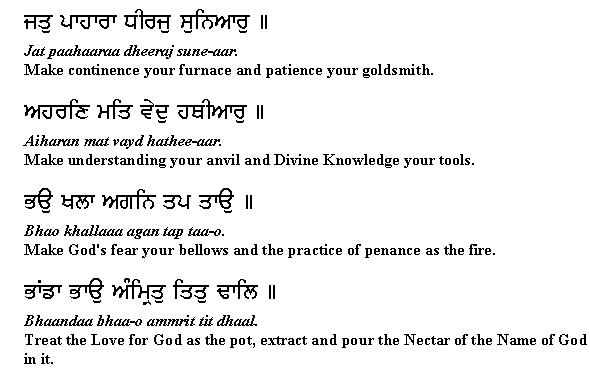 ਜਤੁ ਪਾਹਾਰਾ ਧੀਰਜੁ ਸੁਨਿਆਰੁ ॥
Jat paahaaraa dheeraj sune-aar.
Make continence your furnace and patience your goldsmith.
ਅਹਰਣਿ ਮਤਿ ਵੇਦੁ ਹਥੀਆਰੁ ॥
Aiharan mat vayd hathee-aar.
Make understanding your anvil and Divine Knowledge your tools.
ਭਉ ਖਲਾ ਅਗਨਿ ਤਪ ਤਾਉ ॥
Bhao khallaaa agan tap taa-o.
Make God's fear your bellows and the practice of penance as the fire.
ਭਾਂਡਾ ਭਾਉ ਅੰਮ੍ਰਿਤੁ ਤਿਤੁ ਢਾਲਿ ॥
Bhaandaa bhaa-o ammrit tit dhaal.
Treat the Love for God as the pot, extract and pour the Nectar of the Name of God
in it.